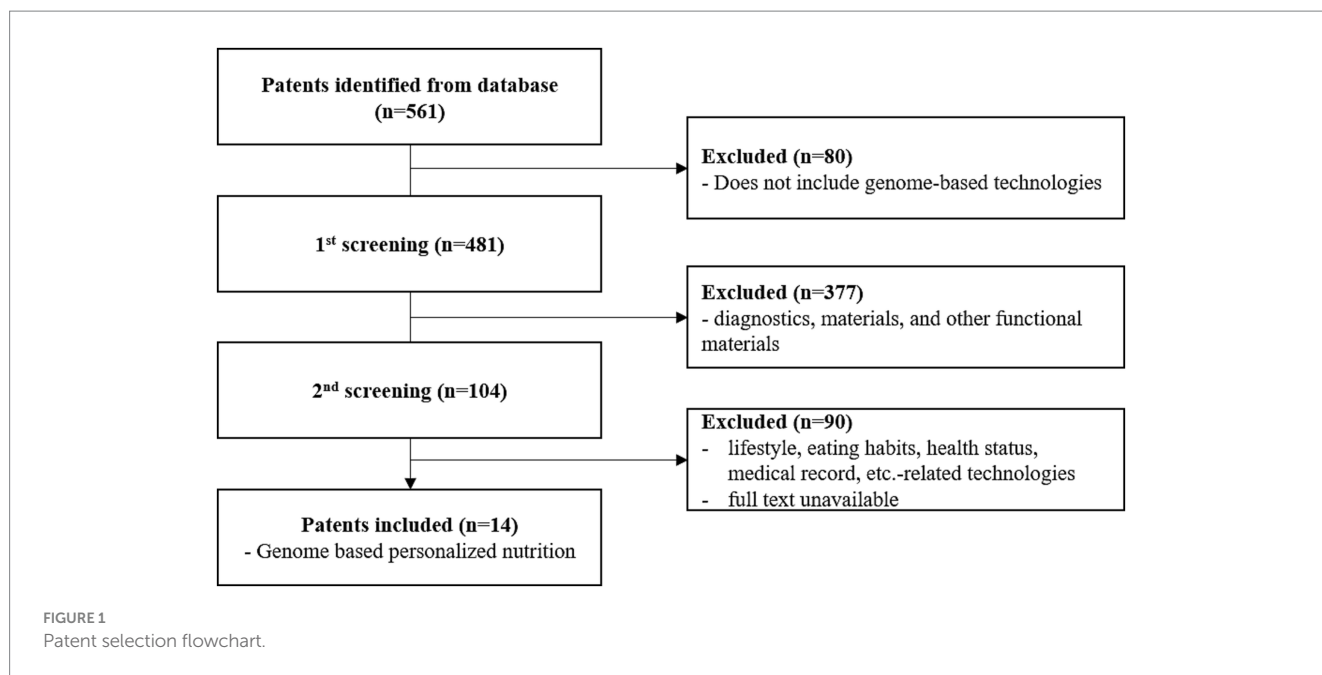 Patents identified from database
(n=561)
Excluded (n=80)
- Does not include genome-based technologies
1st screening (n=481)
Excluded (n=377)
- diagnostics, materials, and other functional
materials
2nd screening (n=104)
Excluded (n=90)
- lifestyle, eating habits, health status,
medical record, etc.-related technologies
- full text unavailable
Patents included (n=14)
- Genome based personalized nutrition
FIGURE 1
Patent selection flowchart.